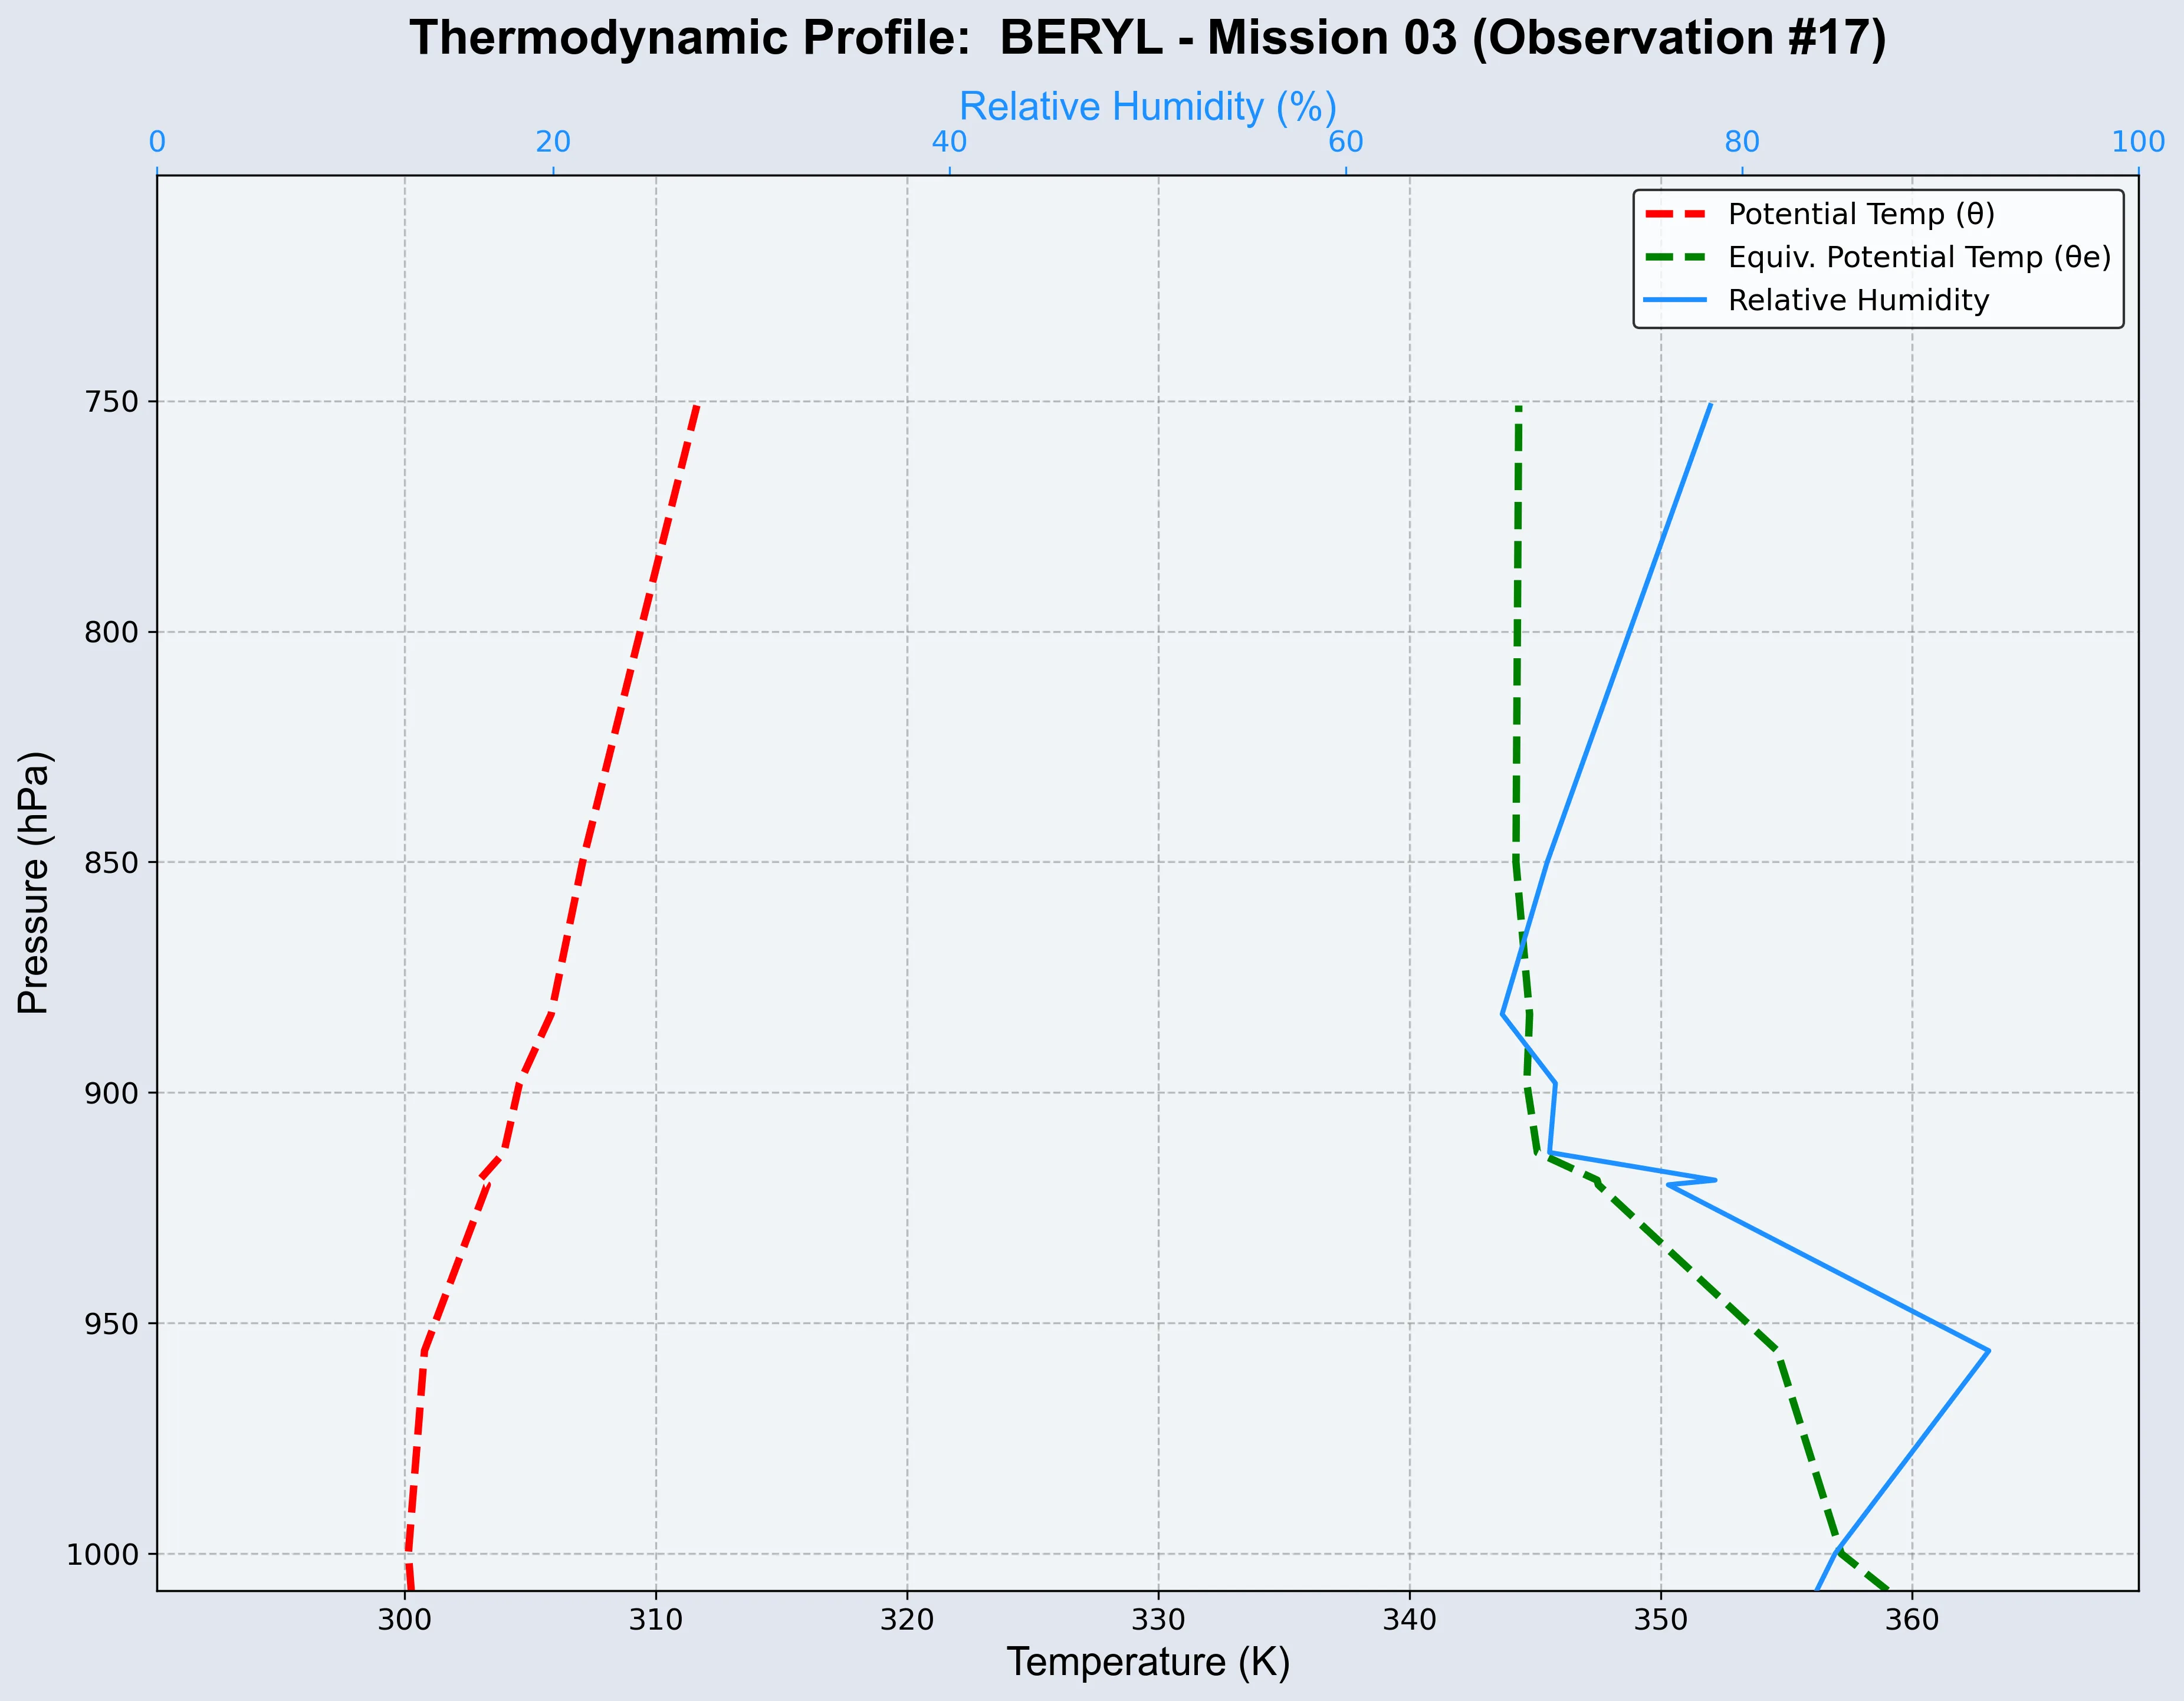 Thermodynamic Profile:  BERYL - Mission 03 (Observation #17)
Relative Humidity (%)
0 20 40 60 80 100
Potential Temp (θ)
Equiv. Potential Temp (θe)
Relative Humidity
Pressure (hPa)
750
800
850
900
950
1000
300 310 320 330 340 350 360
Temperature (K)